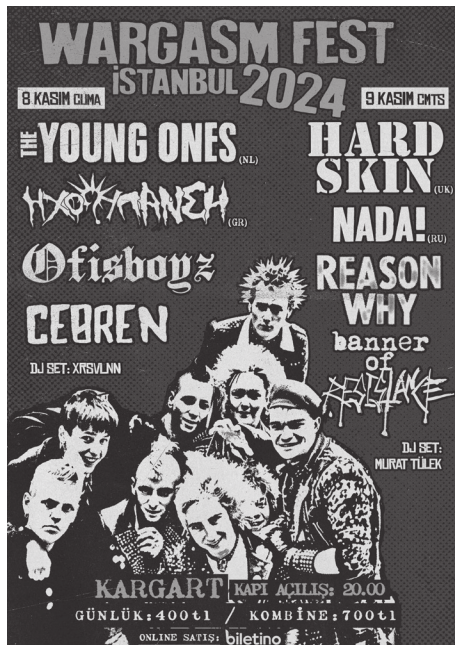 WARGASM FEST
İSTANBUL 2024
8 KASIM CUMA
THE YOUNG ONES (NL)
ΗΧΟΡΥΠΑΝΣΗ (GR)
Ofisboyz
CEBREN
DJ SET: XRSVLNN
9 KASIM CMTS
HARD
SKIN (UK)
NADA! (RU)
REASON
WHY
banner
of
RESISTANCE
DJ SET:
MURAT TÜLEK
KARGART KAPI AÇILIŞ: 20.00
GÜNLÜK:400tl / KOMBİNE:700tl
ONLINE SATIŞ: biletino